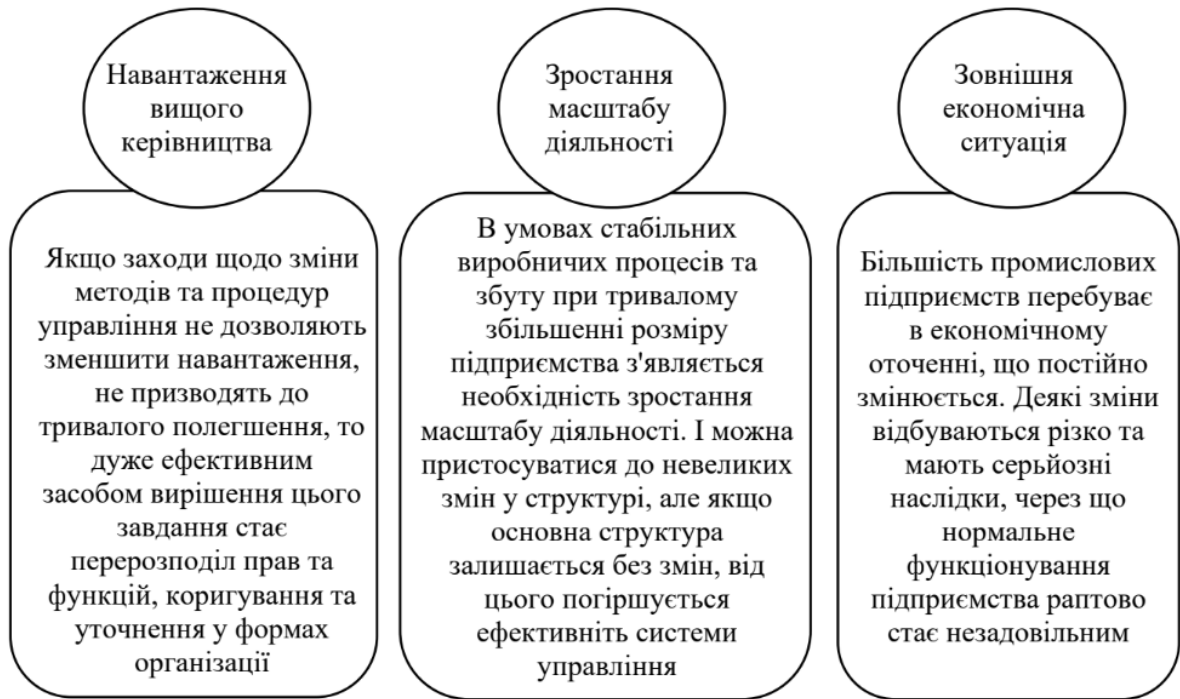 Навантаження
вищого
керівництва
Якщо заходи щодо зміни
методів та процедур
управління не дозволяють
зменшити навантаження,
не призводять до
тривалого полегшення, то
дуже ефективним
засобом вирішення цього
завдання стає
перерозподіл прав та
функцій, коригування та
уточнення у формах
організації
Зростання
масштабу
діяльності
В умовах стабільних
виробничих процесів та
збуту при тривалому
збільшенні розміру
підприємства з'являється
необхідність зростання
масштабу діяльності. І можна
пристосуватися до невеликих
змін у структурі, але якщо
основна структура
залишається без змін, від
цього погіршується
ефективніть системи
управління
Зовнішня
економічна
ситуація
Більшість промислових
підприємств перебуває
в економічному
оточенні, що постійно
змінюється. Деякі зміни
відбуваються різко та
мають серьйозні
наслідки, через що
нормальне
функціонування
підприємства раптово
стає незадовільним